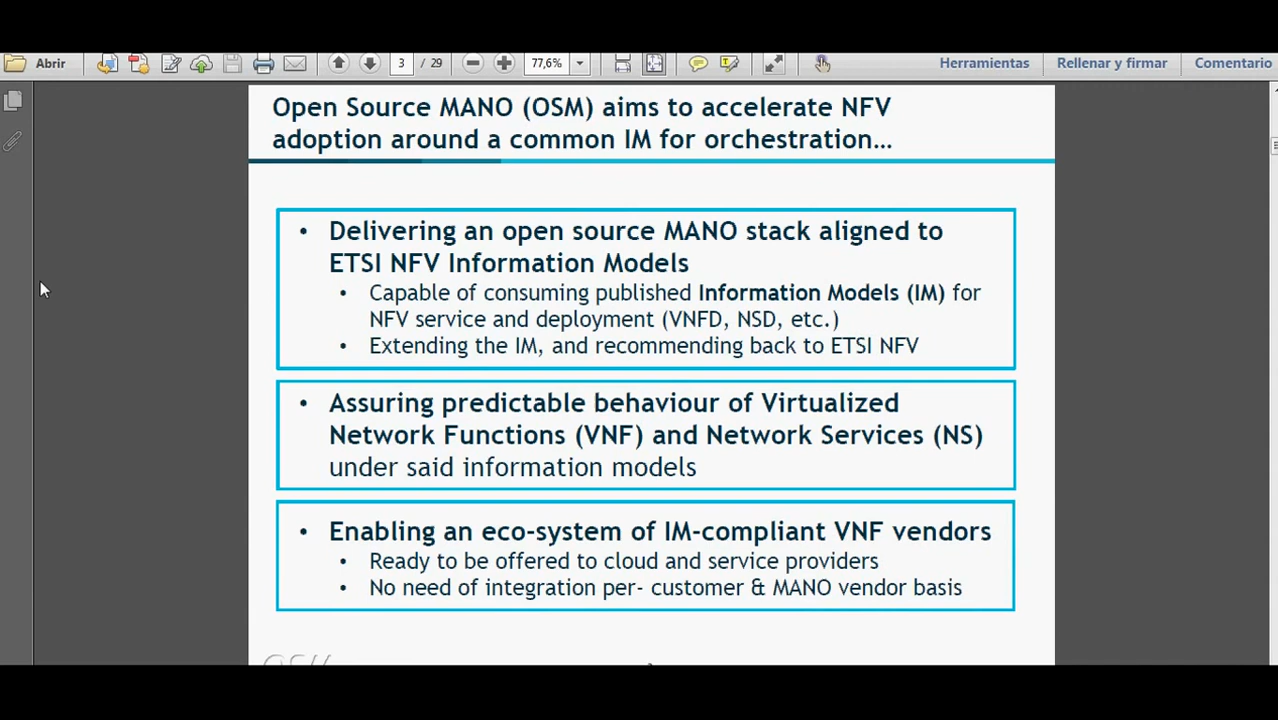 Abrir
3 / 29
77,6%
Herramientas
Rellenar y firmar
Comentario
Open Source MANO (OSM) aims to accelerate NFV
adoption around a common IM for orchestration…
• Delivering an open source MANO stack aligned to
ETSI NFV Information Models
• Capable of consuming published Information Models (IM) for
NFV service and deployment (VNFD, NSD, etc.)
• Extending the IM, and recommending back to ETSI NFV
• Assuring predictable behaviour of Virtualized
Network Functions (VNF) and Network Services (NS)
under said information models
• Enabling an eco-system of IM-compliant VNF vendors
• Ready to be offered to cloud and service providers
• No need of integration per- customer & MANO vendor basis